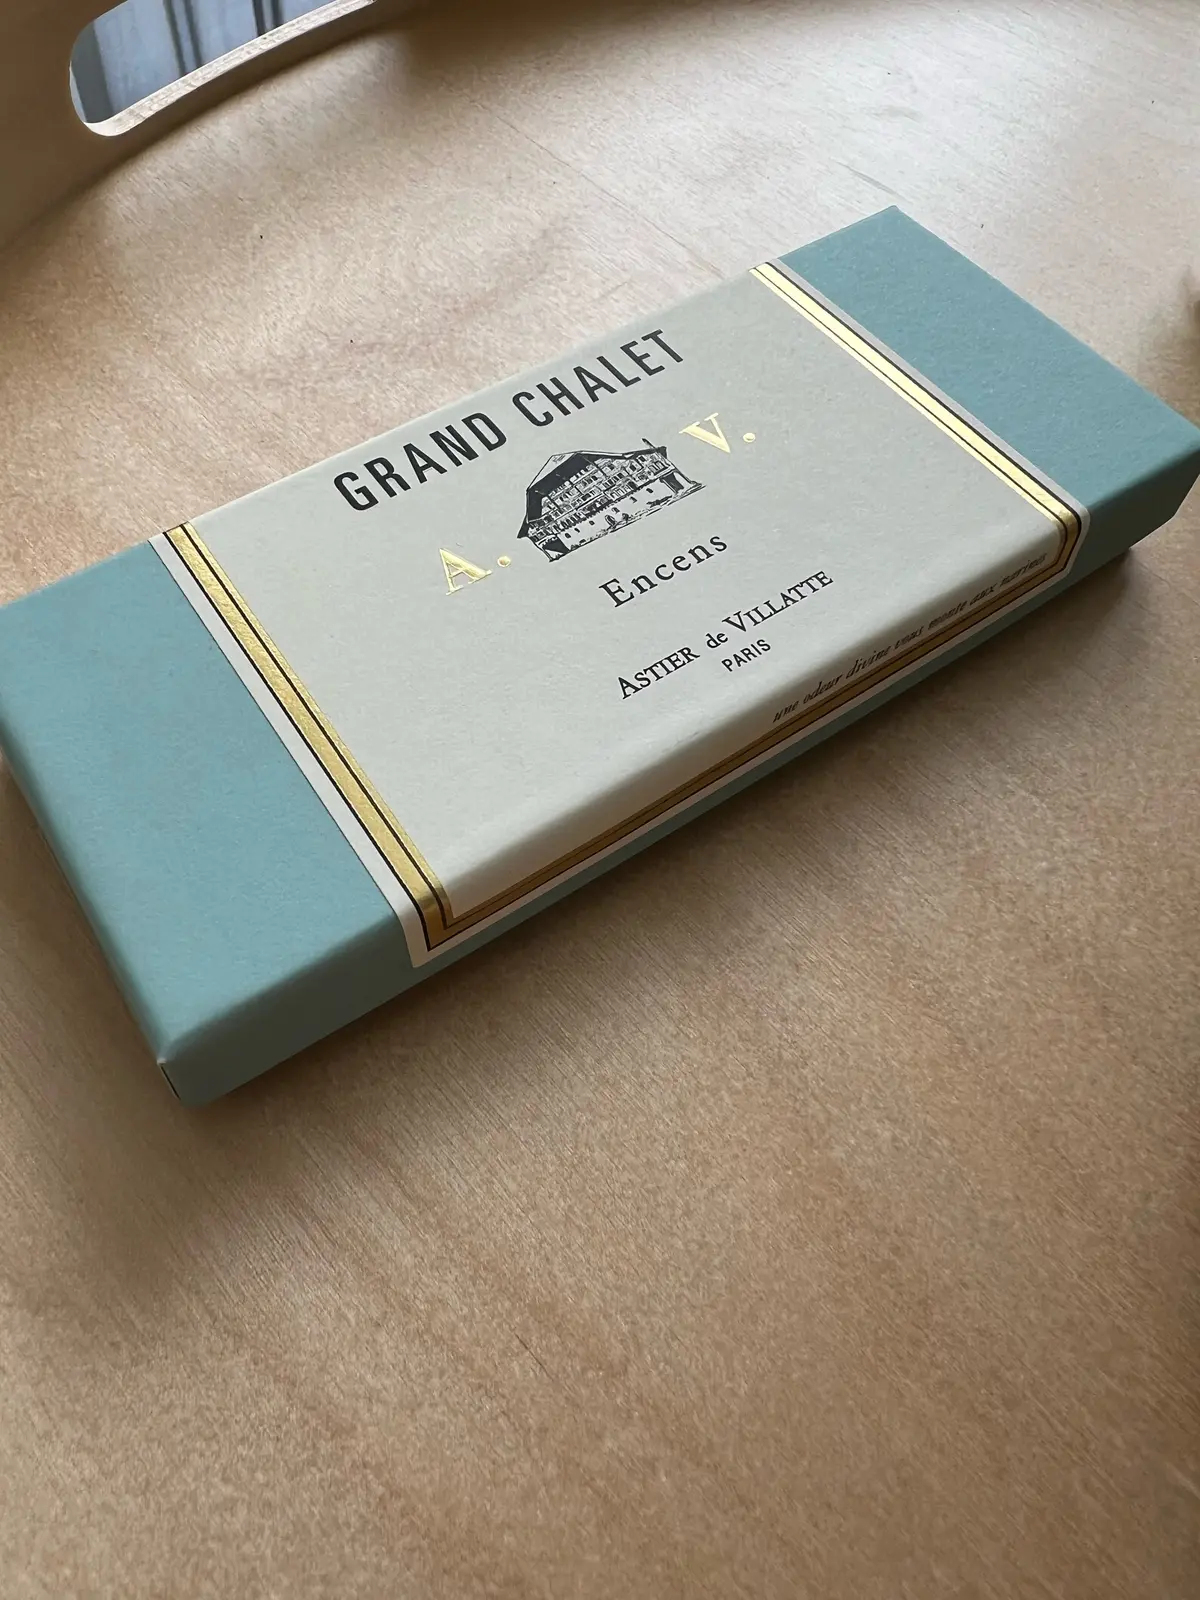 GRAND CHALET
A. V.
Encens
ASTIER de VILLATTE
PARIS
une odeur divine vous monte aux narines